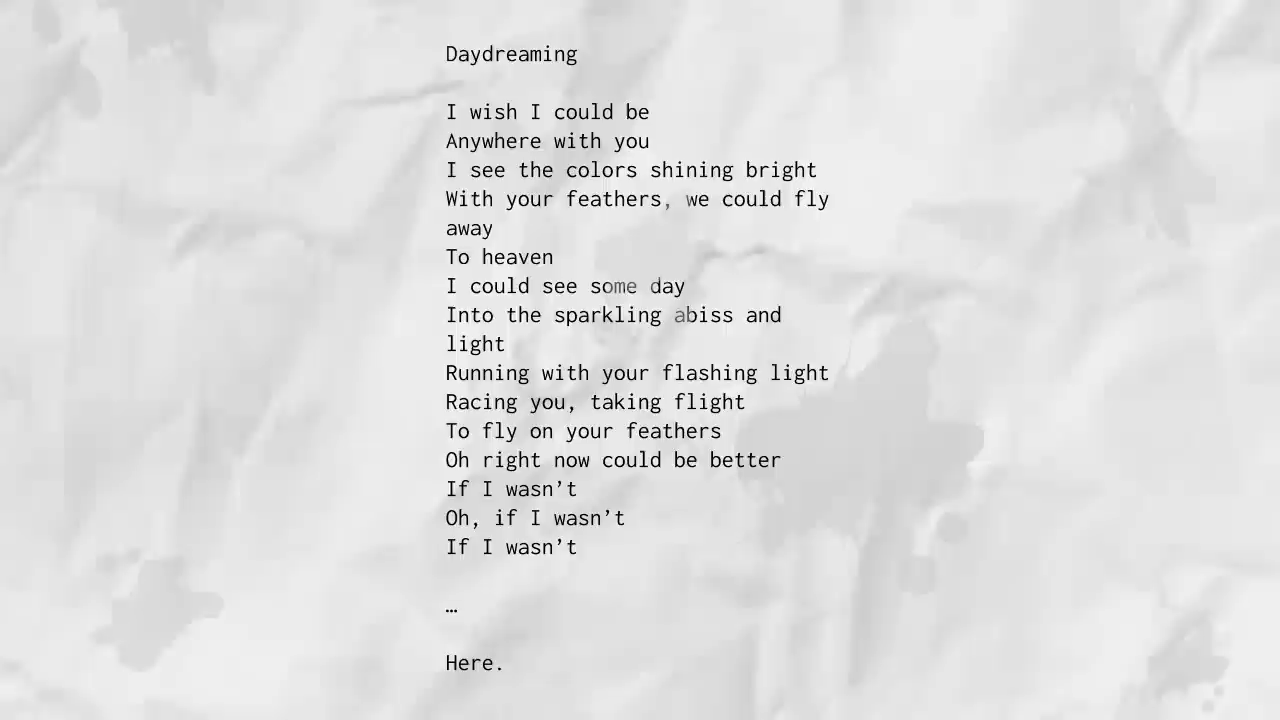 Daydreaming
I wish I could be
Anywhere with you
I see the colors shining bright
With your feathers, we could fly
away
To heaven
I could see some day
Into the sparkling abiss and
light
Running with your flashing light
Racing you, taking flight
To fly on your feathers
Oh right now could be better
If I wasn’t
Oh, if I wasn’t
If I wasn’t
…
Here.